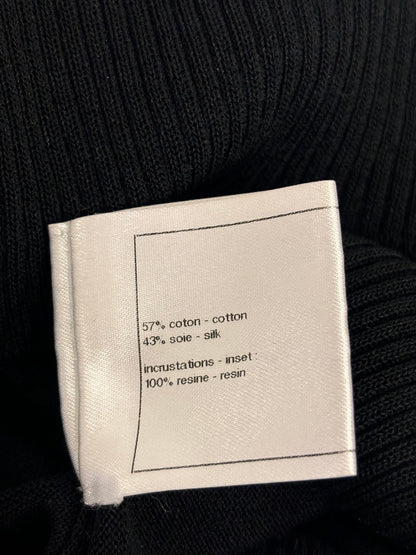 57% coton - cotton
43% soie - silk
incrustations - inset :
100% resine - resin